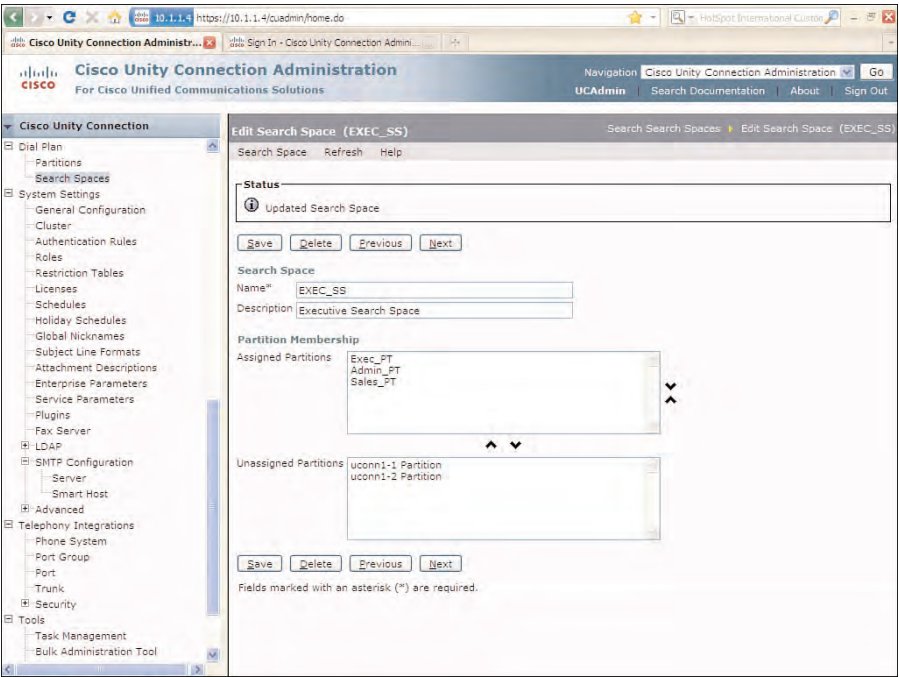 10.1.1.4 https://10.1.1.4/cuadmin/home.do
HotSpot International Custom
Cisco Unity Connection Administr...
Sign In - Cisco Unity Connection Admini...
CISCO
Cisco Unity Connection Administration
For Cisco Unified Communications Solutions
Navigation Cisco Unity Connection Administration Go
UCAdmin | Search Documentation | About | Sign Out
Cisco Unity Connection
Dial Plan
Partitions
Search Spaces
System Settings
General Configuration
Cluster
Authentication Rules
Roles
Restriction Tables
Licenses
Schedules
Holiday Schedules
Global Nicknames
Subject Line Formats
Attachment Descriptions
Enterprise Parameters
Service Parameters
Plugins
Fax Server
LDAP
SMTP Configuration
Server
Smart Host
Advanced
Telephony Integrations
Phone System
Port Group
Port
Trunk
Security
Tools
Task Management
Bulk Administration Tool
Edit Search Space (EXEC_SS)
Search Search Spaces Edit Search Space (EXEC_SS)
Search Space Refresh Help
Status
Updated Search Space
Save Delete Previous Next
Search Space
Name* EXEC_SS
Description Executive Search Space
Partition Membership
Assigned Partitions Exec_PT
Admin_PT
Sales_PT
Unassigned Partitions uconn1-1 Partition
uconn1-2 Partition
Save Delete Previous Next
Fields marked with an asterisk (*) are required.